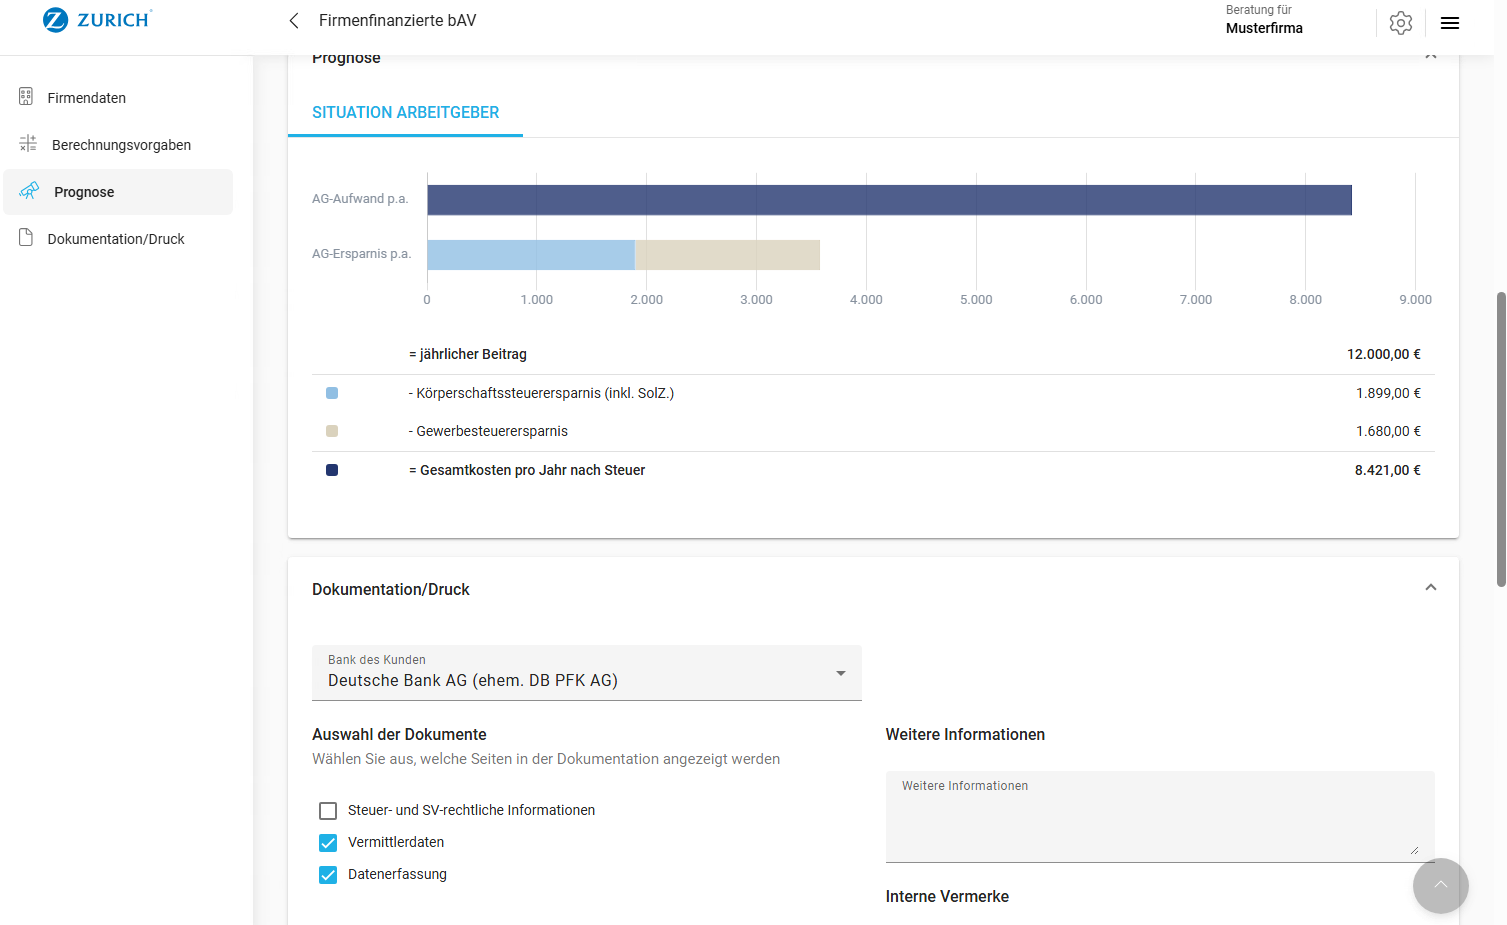 ZURICH
Firmenfinanzierte bAV
Beratung für
Musterfirma
Firmendaten
Berechnungsvorgaben
Prognose
Dokumentation/Druck
Prognose
SITUATION ARBEITGEBER
AG-Aufwand p.a.
AG-Ersparnis p.a.
0 1.000 2.000 3.000 4.000 5.000 6.000 7.000 8.000 9.000
= jährlicher Beitrag 12.000,00 €
- Körperschaftssteuerersparnis (inkl. SolZ.) 1.899,00 €
- Gewerbesteuerersparnis 1.680,00 €
= Gesamtkosten pro Jahr nach Steuer 8.421,00 €
Dokumentation/Druck
Bank des Kunden
Deutsche Bank AG (ehem. DB PFK AG)
Auswahl der Dokumente
Wählen Sie aus, welche Seiten in der Dokumentation angezeigt werden
Steuer- und SV-rechtliche Informationen
Vermittlerdaten
Datenerfassung
Weitere Informationen
Weitere Informationen
Interne Vermerke